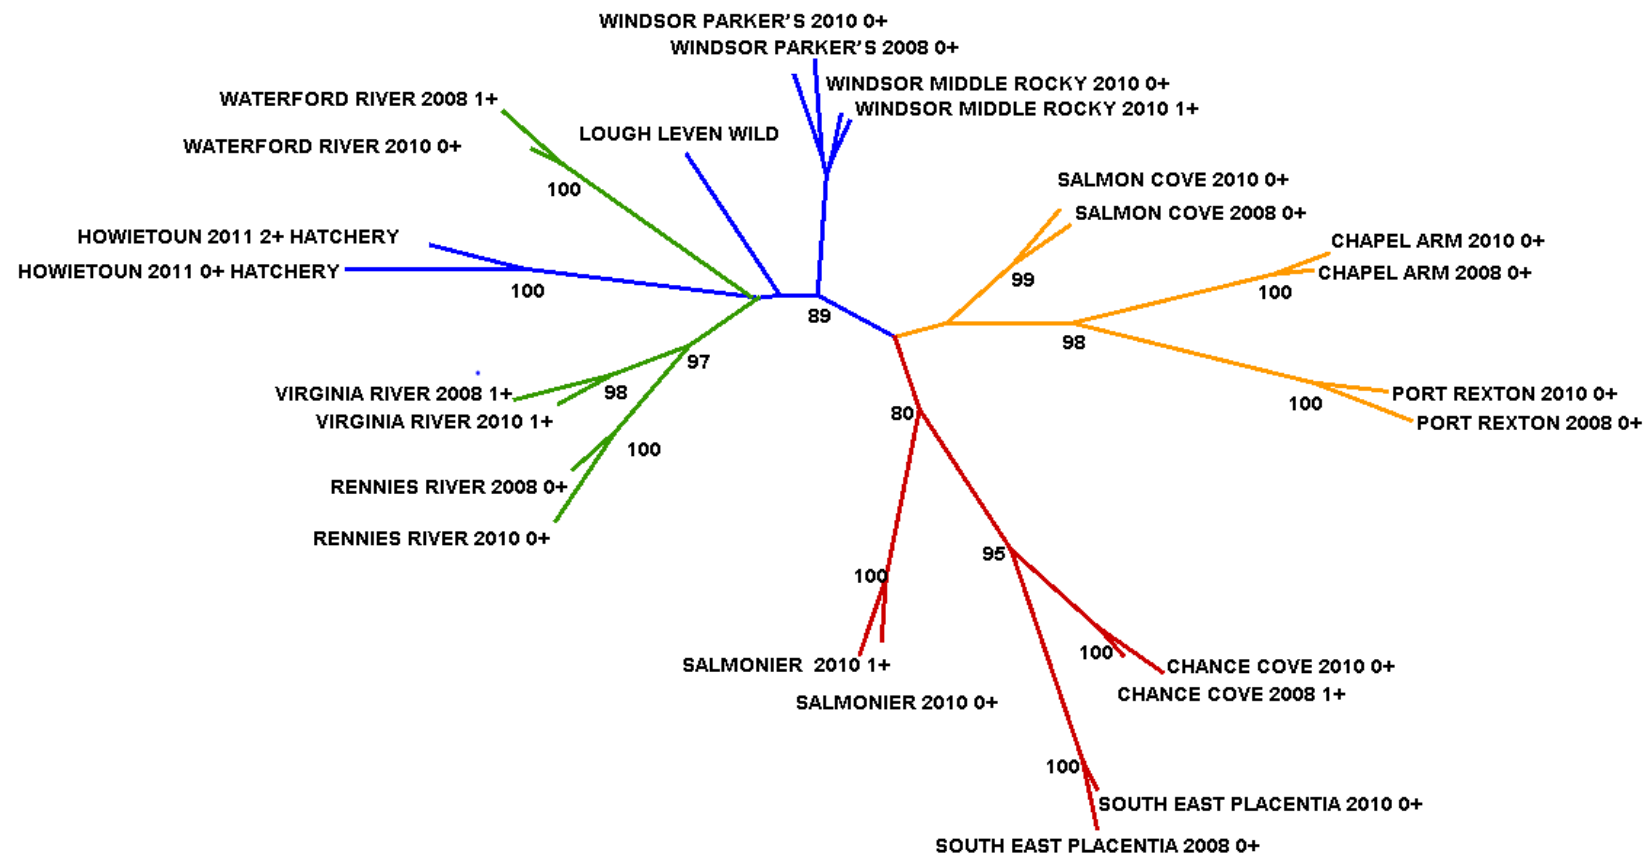 WINDSOR PARKER'S 2010 0+
WINDSOR PARKER'S 2008 0+
WINDSOR MIDDLE ROCKY 2010 0+
WATERFORD RIVER 2008 1+
WINDSOR MIDDLE ROCKY 2010 1+
LOUGH LEVEN WILD
WATERFORD RIVER 2010 0+
100
SALMON COVE 2010 0+
SALMON COVE 2008 0+
HOWIETOUN 2011 2+ HATCHERY
CHAPEL ARM 2010 0+
HOWIETOUN 2011 0+ HATCHERY
CHAPEL ARM 2008 0+
99
100
100
89
98
97
VIRGINIA RIVER 2008 1+
98
PORT REXTON 2010 0+
100
80
VIRGINIA RIVER 2010 1+
PORT REXTON 2008 0+
100
RENNIES RIVER 2008 0+
RENNIES RIVER 2010 0+
95
100
100
SALMONIER 2010 1+
CHANCE COVE 2010 0+
CHANCE COVE 2008 1+
SALMONIER 2010 0+
100
SOUTH EAST PLACENTIA 2010 0+
SOUTH EAST PLACENTIA 2008 0+